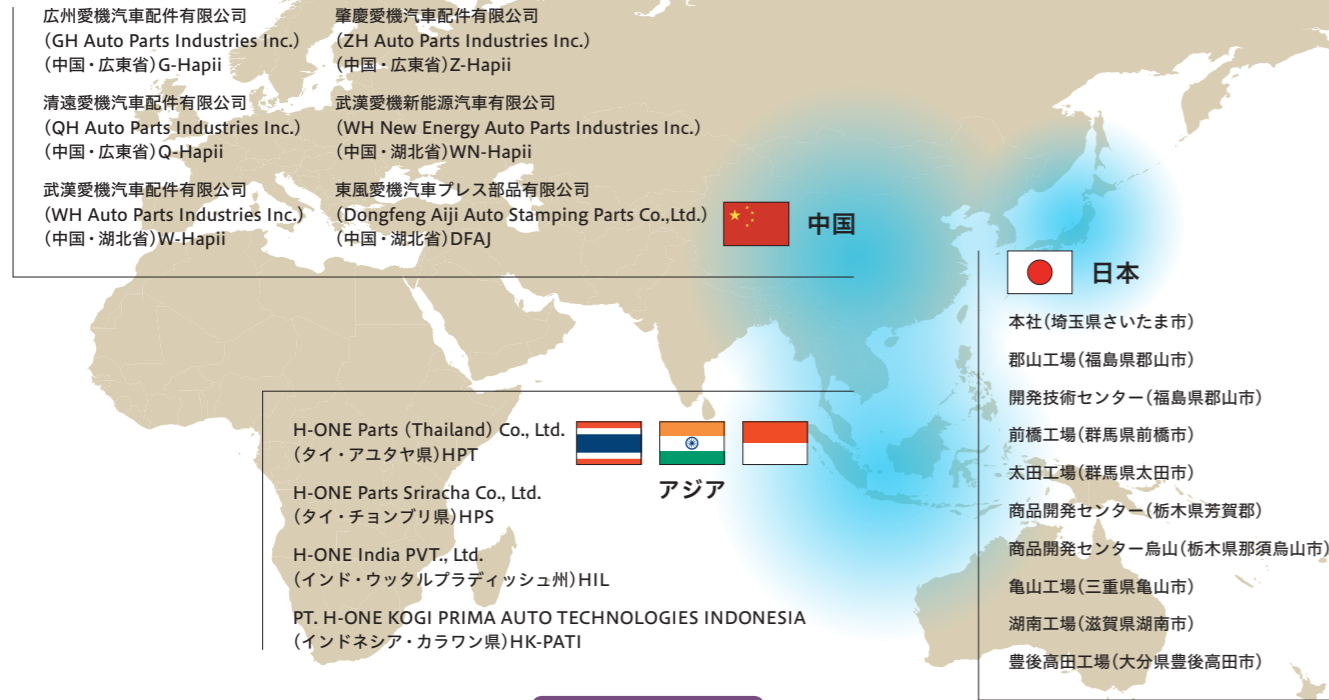 広州愛機汽車配件有限公司
(GH Auto Parts Industries Inc.)
(中国・広東省)G-Hapii
清遠愛機汽車配件有限公司
(QH Auto Parts Industries Inc.)
(中国・広東省)Q-Hapii
武漢愛機汽車配件有限公司
(WH Auto Parts Industries Inc.)
(中国・湖北省)W-Hapii
肇慶愛機汽車配件有限公司
(ZH Auto Parts Industries Inc.)
(中国・広東省)Z-Hapii
武漢愛機新能源汽車有限公司
(WH New Energy Auto Parts Industries Inc.)
(中国・湖北省)WN-Hapii
東風愛機汽車プレス部品有限公司
(Dongfeng Aiji Auto Stamping Parts Co.,Ltd.)
(中国・湖北省)DFAJ
中国
日本
本社(埼玉県さいたま市)
郡山工場(福島県郡山市)
開発技術センター(福島県郡山市)
前橋工場(群馬県前橋市)
太田工場(群馬県太田市)
商品開発センター(栃木県芳賀郡)
商品開発センター烏山(栃木県那須烏山市)
亀山工場(三重県亀山市)
湖南工場(滋賀県湖南市)
豊後高田工場(大分県豊後高田市)
H-ONE Parts (Thailand) Co., Ltd.
(タイ・アユタヤ県)HPT
H-ONE Parts Sriracha Co., Ltd.
(タイ・チョンブリ県)HPS
H-ONE India PVT., Ltd.
(インド・ウッタルプラディッシュ州)HIL
PT. H-ONE KOGI PRIMA AUTO TECHNOLOGIES INDONESIA
(インドネシア・カラワン県)HK-PATI
アジア